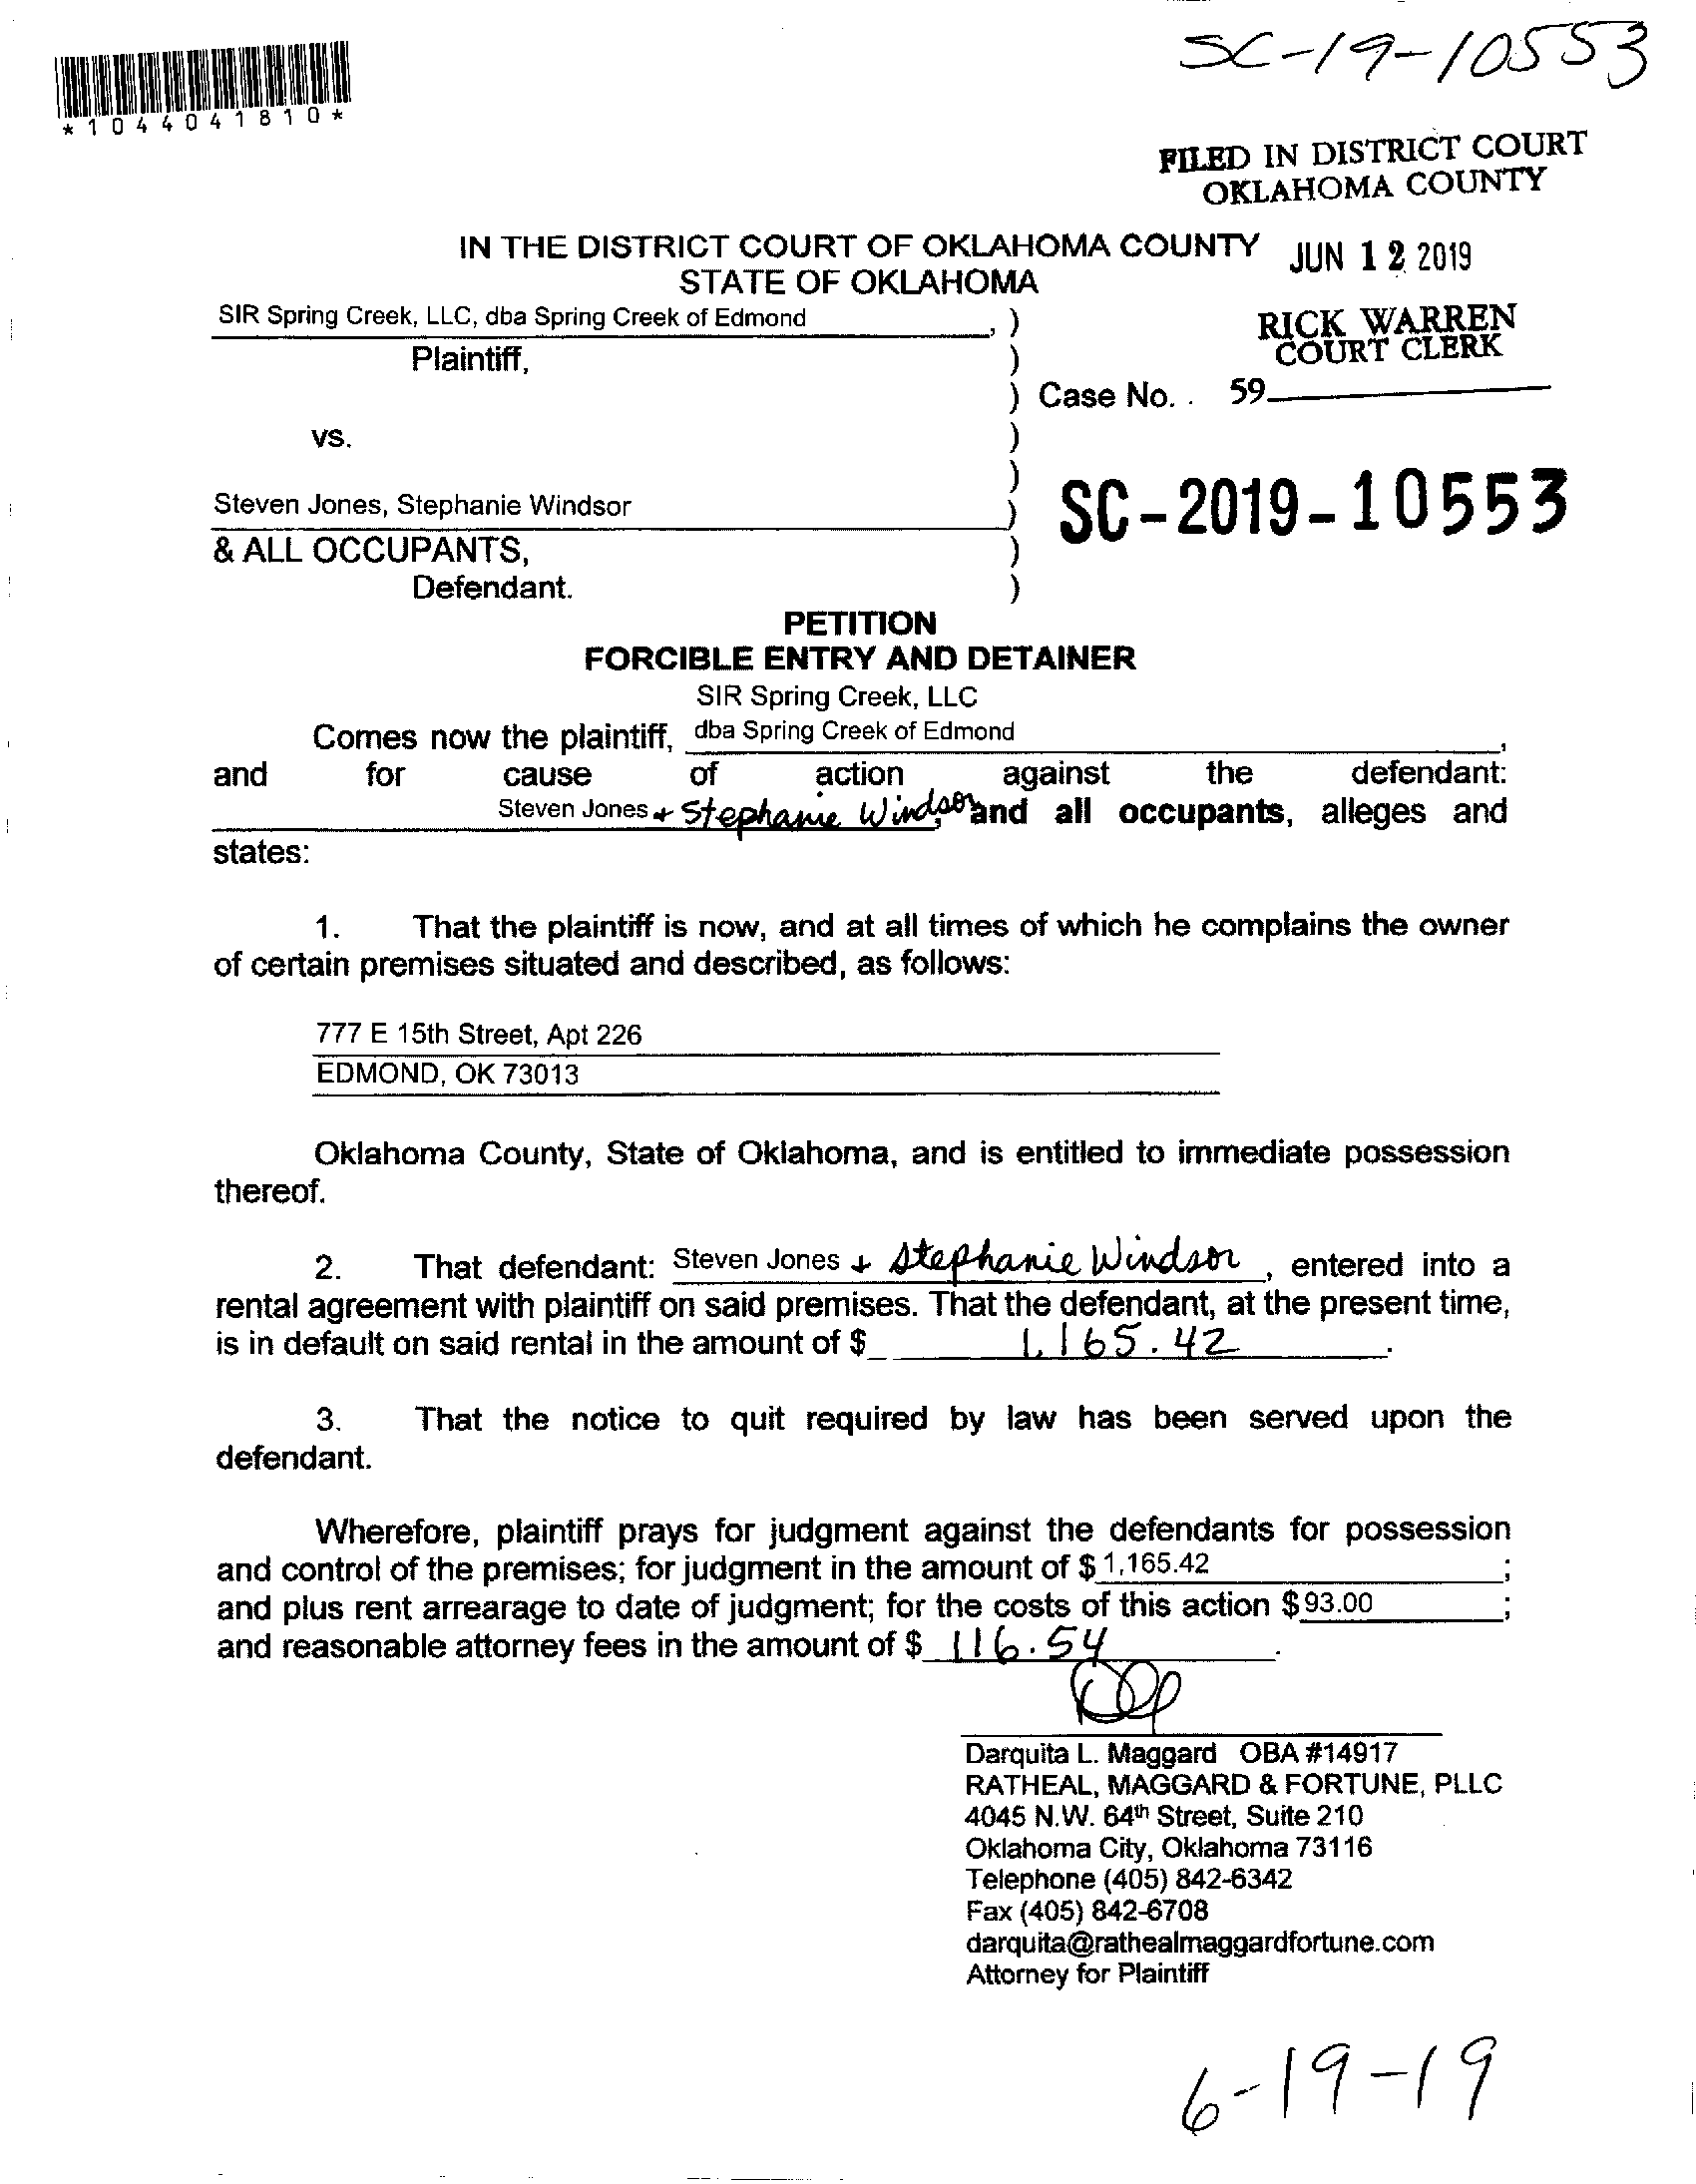 SC-19-10553
*1044041810*
FILED IN DISTRICT COURT
OKLAHOMA COUNTY
IN THE DISTRICT COURT OF OKLAHOMA COUNTY
JUN 12 2019
STATE OF OKLAHOMA
SIR Spring Creek, LLC, dba Spring Creek of Edmond , )
RICK WARREN
COURT CLERK
Plaintiff, )
) Case No. . 59
vs. )
)
Steven Jones, Stephanie Windsor )
SC-2019-10553
& ALL OCCUPANTS, )
Defendant. )
PETITION
FORCIBLE ENTRY AND DETAINER
SIR Spring Creek, LLC
Comes now the plaintiff, dba Spring Creek of Edmond ,
and for cause of action against the defendant:
Steven Jones + Stephanie Windsor, and all occupants, alleges and
states:
1. That the plaintiff is now, and at all times of which he complains the owner
of certain premises situated and described, as follows:
777 E 15th Street, Apt 226
EDMOND, OK 73013
Oklahoma County, State of Oklahoma, and is entitled to immediate possession
thereof.
2. That defendant: Steven Jones + Stephanie Windsor , entered into a
rental agreement with plaintiff on said premises. That the defendant, at the present time,
is in default on said rental in the amount of $ 1,165.42 .
3. That the notice to quit required by law has been served upon the
defendant.
Wherefore, plaintiff prays for judgment against the defendants for possession
and control of the premises; for judgment in the amount of $ 1,165.42 ;
and plus rent arrearage to date of judgment; for the costs of this action $ 93.00 ;
and reasonable attorney fees in the amount of $ 116.54 .
Darquita L. Maggard OBA #14917
RATHEAL, MAGGARD & FORTUNE, PLLC
4045 N.W. 64th Street, Suite 210
Oklahoma City, Oklahoma 73116
Telephone (405) 842-6342
Fax (405) 842-6708
darquita@rathealmaggardfortune.com
Attorney for Plaintiff
6-19-19